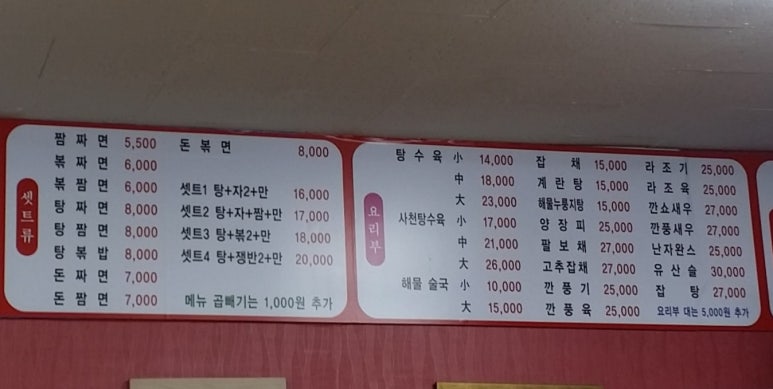 셋트류
짬짜면 5,500
볶짜면 6,000
볶짬면 6,000
탕짜면 8,000
탕짬면 8,000
탕볶밥 8,000
돈짜면 7,000
돈짬면 7,000
돈볶면 8,000
셋트1 탕+자2+만 16,000
셋트2 탕+자+짬+만 17,000
셋트3 탕+볶2+만 18,000
셋트4 탕+쟁반2+만 20,000
메뉴 곱빼기는 1,000원 추가
요리부
탕수육 小 14,000
中 18,000
大 23,000
사천탕수육 小 17,000
中 21,000
大 26,000
해물 술국 小 10,000
大 15,000
잡채 15,000
계란탕 15,000
해물누룽지탕 15,000
양장피 25,000
팔보채 27,000
고추잡채 27,000
깐풍기 25,000
깐풍육 25,000
라조기 25,000
라조육 25,000
깐쇼새우 27,000
깐풍새우 27,000
난자완스 25,000
유산슬 30,000
잡탕 27,000
요리부 대는 5,000원 추가